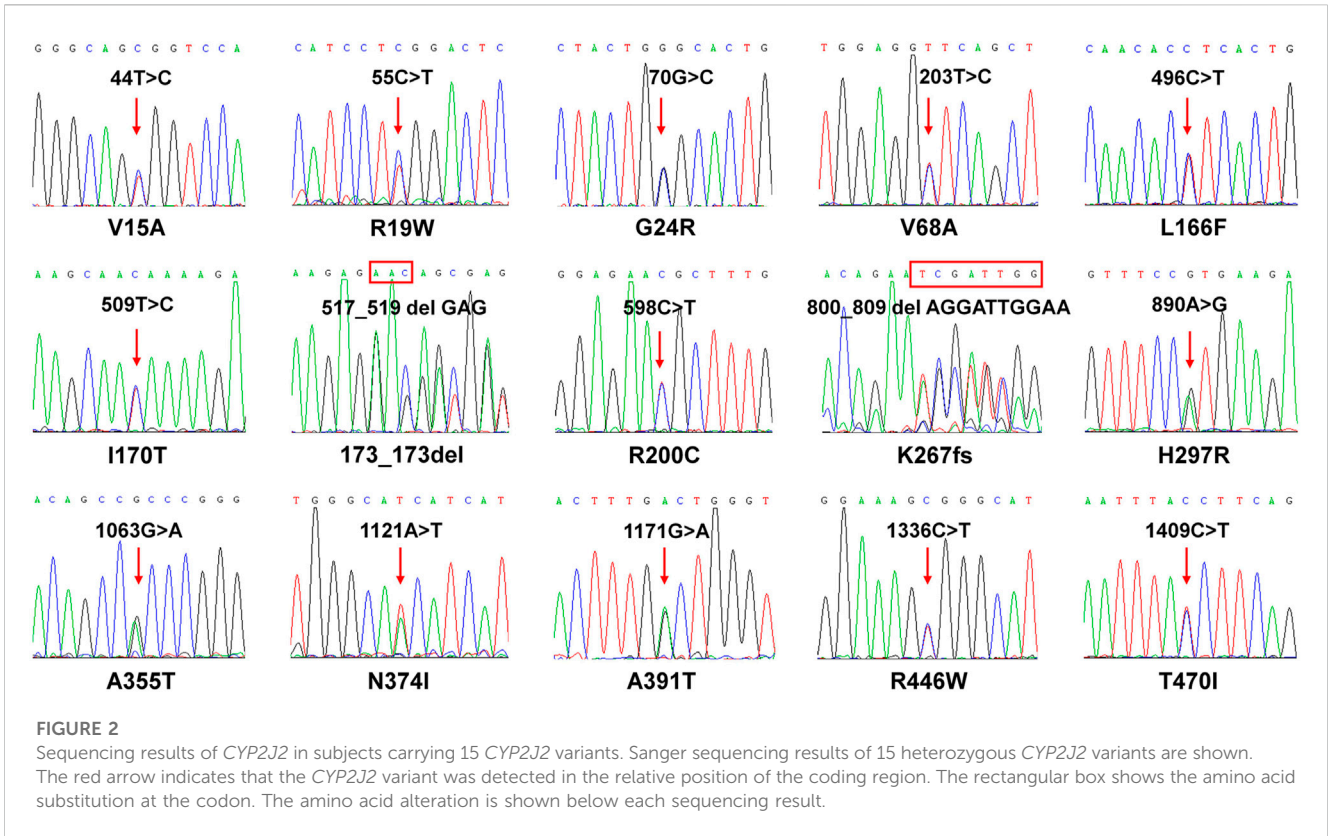 G G G C A G C G G T C C A
C A T C C T C G G A C T C
C T A C T G G G C A C T G
T G G A G G T T C A G C T
C A A C A C C T C A C T G
44T>C
55C>T
70G>C
203T>C
496C>T
V15A
R19W
G24R
V68A
L166F
A A G C A A C A A A A G A
A A G A G A A C A G C G A G
G G A G A A C G C T T T G
A C A G A A T C G A T T G G
G T T T C C G T G A A G A
509T>C
517_519 del GAG
598C>T
800_809 del AGGATTGGAA
890A>G
I170T
173_173del
R200C
K267fs
H297R
A C A G C C G C C C G G G
T G G G C A T C A T C A T
A C T T T G A C T G G G T
G G A A A G C G G G C A T
A A T T T A C C T T C A G
1063G>A
1121A>T
1171G>A
1336C>T
1409C>T
A355T
N374I
A391T
R446W
T470I
FIGURE 2
Sequencing results of CYP2J2 in subjects carrying 15 CYP2J2 variants. Sanger sequencing results of 15 heterozygous CYP2J2 variants are shown.
The red arrow indicates that the CYP2J2 variant was detected in the relative position of the coding region. The rectangular box shows the amino acid
substitution at the codon. The amino acid alteration is shown below each sequencing result.